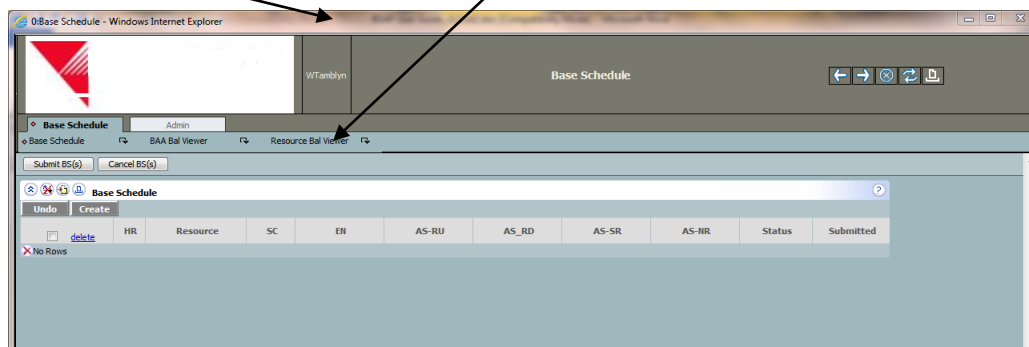 0:Base Schedule - Windows Internet Explorer
WTamblyn
Base Schedule
Base Schedule Admin
Base Schedule BAA Bal Viewer Resource Bal Viewer
Submit BS(s) Cancel BS(s)
Base Schedule
Undo Create
delete HR Resource SC EN AS-RU AS_RD AS-SR AS-NR Status Submitted
No Rows